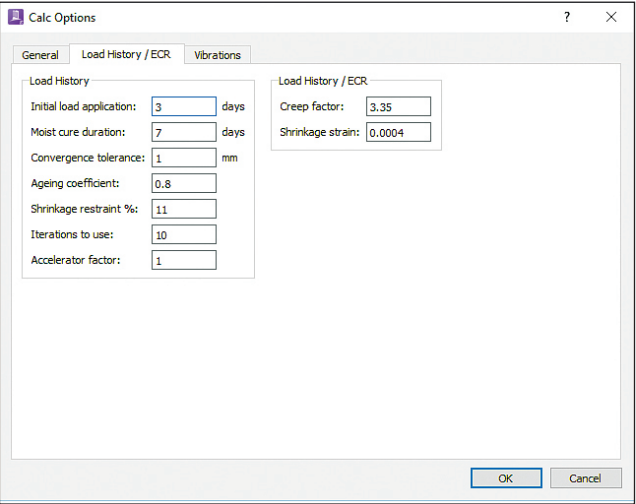 Calc Options
?
General Load History / ECR Vibrations
Load History
Initial load application: 3 days
Moist cure duration: 7 days
Convergence tolerance: 1 mm
Ageing coefficient: 0.8
Shrinkage restraint %: 11
Iterations to use: 10
Accelerator factor: 1
Load History / ECR
Creep factor: 3.35
Shrinkage strain: 0.0004
OK Cancel